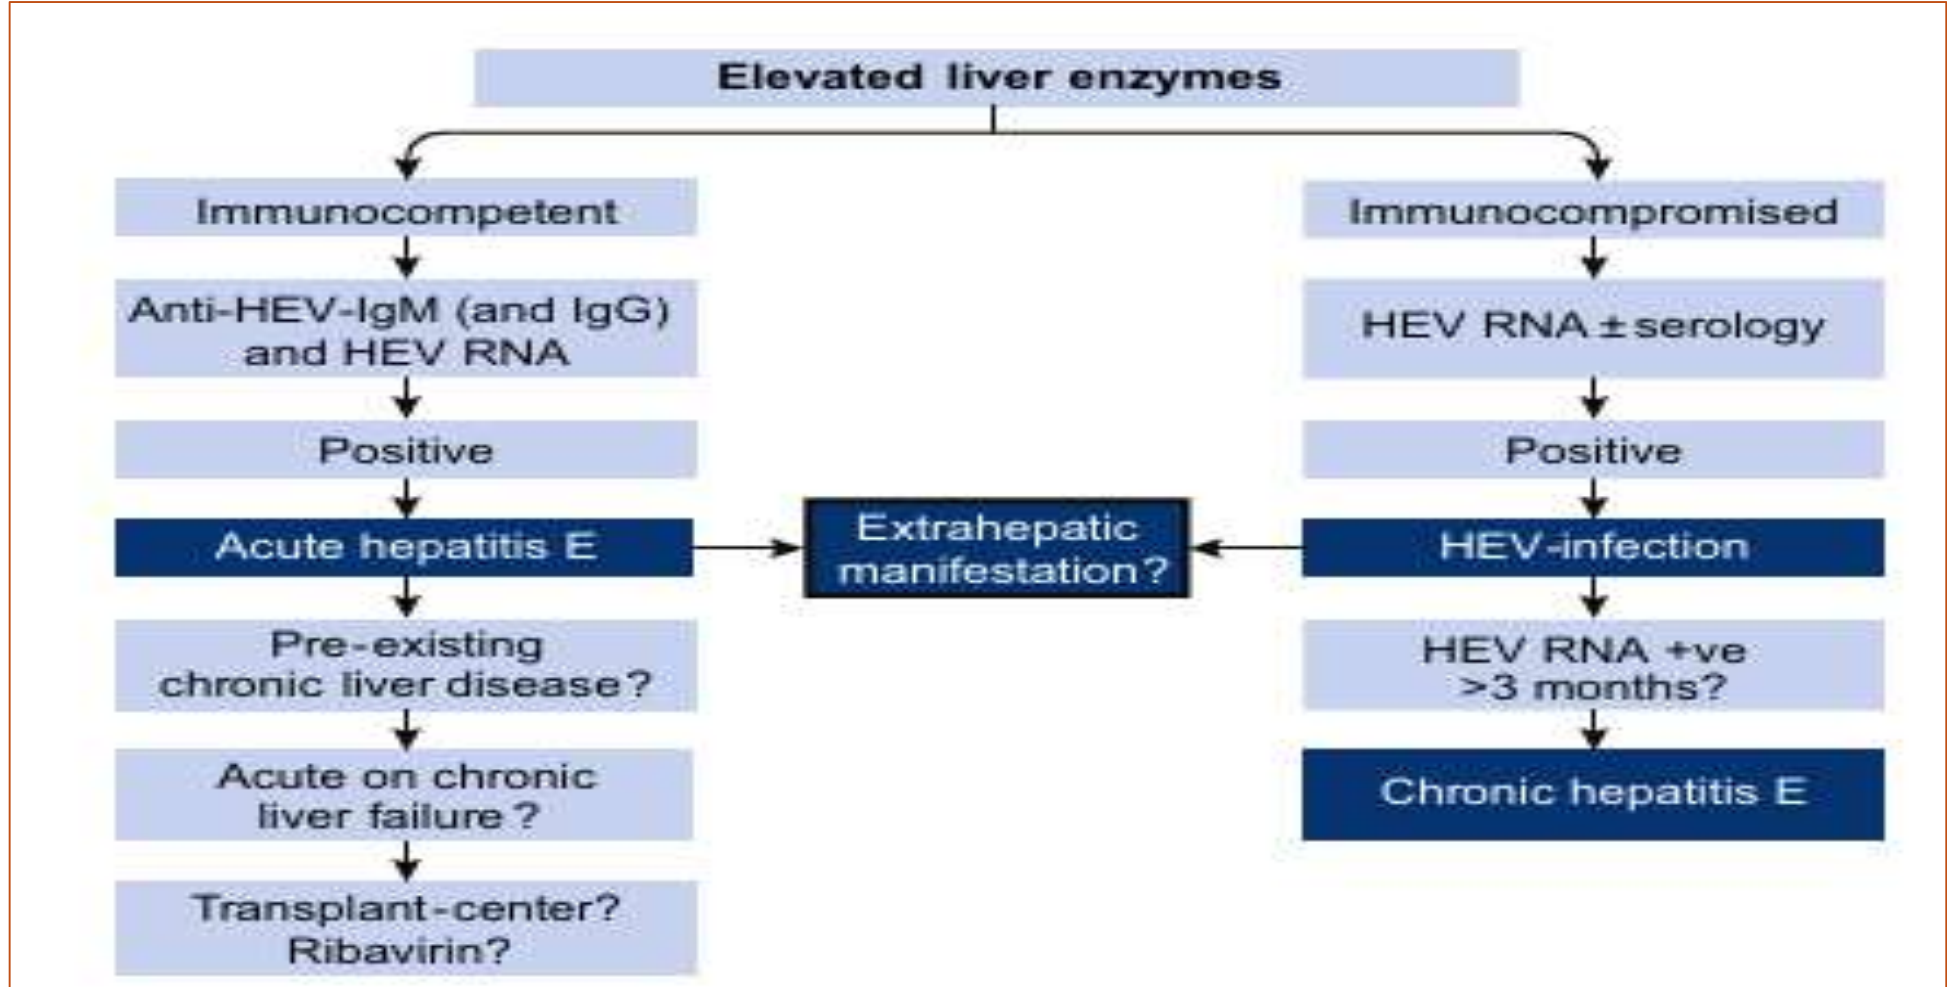 Elevated liver enzymes
Immunocompetent
Anti-HEV-IgM (and IgG)
and HEV RNA
Positive
Acute hepatitis E
Pre-existing
chronic liver disease?
Acute on chronic
liver failure?
Transplant-center?
Ribavirin?
Extrahepatic
manifestation?
Immunocompromised
HEV RNA ± serology
Positive
HEV-infection
HEV RNA +ve
>3 months?
Chronic hepatitis E